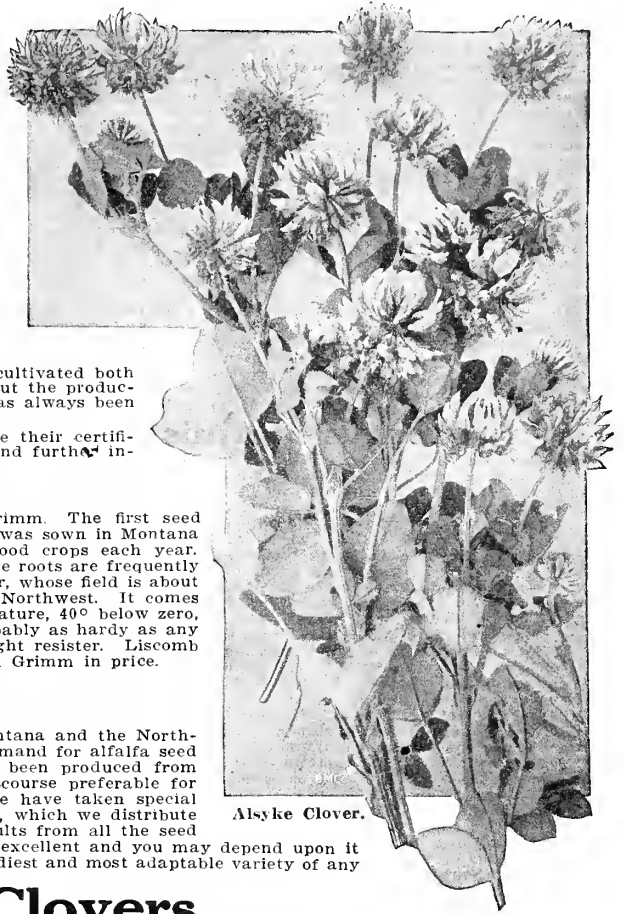 cultivated both
ut the produc-
as always been
e their certifi-
nd further in-
rimm. The first seed
was sown in Montana
ood crops each year.
e roots are frequently
r, whose field is about
Northwest. It comes
ature, 40° below zero,
bably as hardy as any
ght resister. Liscomb
Grimm in price.
ntana and the North-
mand for alfalfa seed
been produced from
course preferable for
e have taken special
, which we distribute
ults from all the seed
excellent and you may depend upon it
diest and most adaptable variety of any
Alsyke Clover.
Clovers